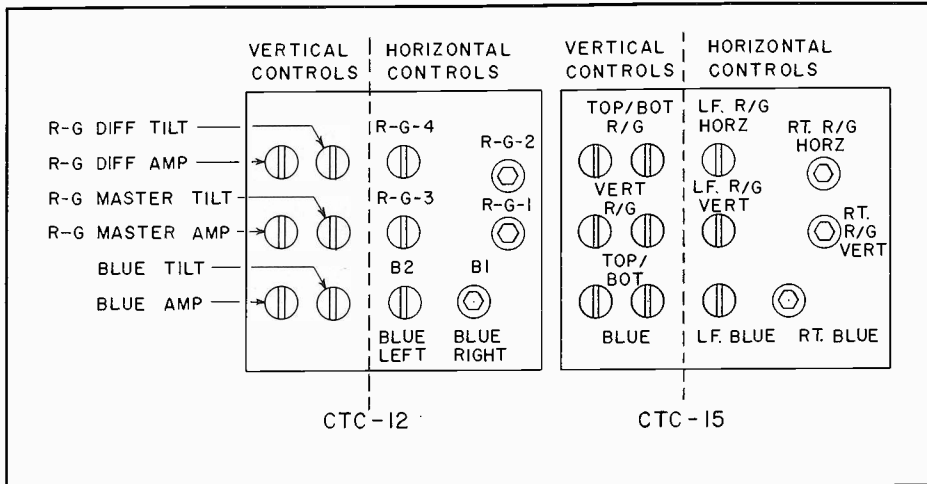 VERTICAL CONTROLS
HORIZONTAL CONTROLS
R-G DIFF TILT
R-G DIFF AMP
R-G MASTER TILT
R-G MASTER AMP
BLUE TILT
BLUE AMP
R-G-4
R-G-2
R-G-3
R-G-1
B2
B1
BLUE LEFT
BLUE RIGHT
CTC-12
VERTICAL CONTROLS
HORIZONTAL CONTROLS
TOP/BOT R/G
LF. R/G HORZ
RT. R/G HORZ
VERT R/G
LF. R/G VERT
RT. R/G VERT
TOP/BOT
BLUE
LF. BLUE
RT. BLUE
CTC-15